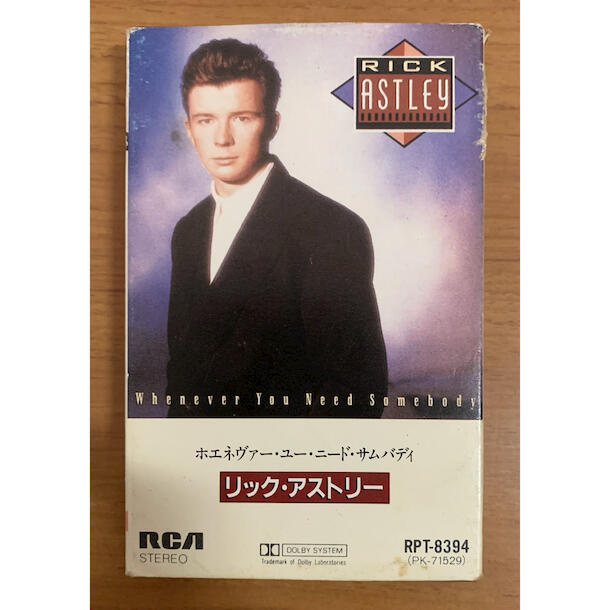 RICK
ASTLEY
Whenever You Need Somebody
ホエネヴァー・ユー・ニード・サムバディ
リック・アストリー
RCA
STEREO
DOLBY SYSTEM
Trademark of Dolby Laboratories
RPT-8394
(PK-71529)